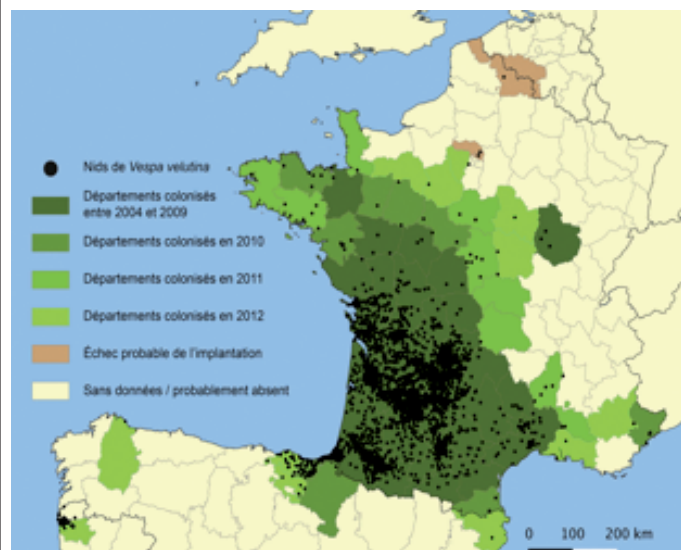 Nids de Vespa velutina
Départements colonisés
entre 2004 et 2009
Départements colonisés en 2010
Départements colonisés en 2011
Départements colonisés en 2012
Échec probable de l'implantation
Sans données / probablement absent
0 100 200 km